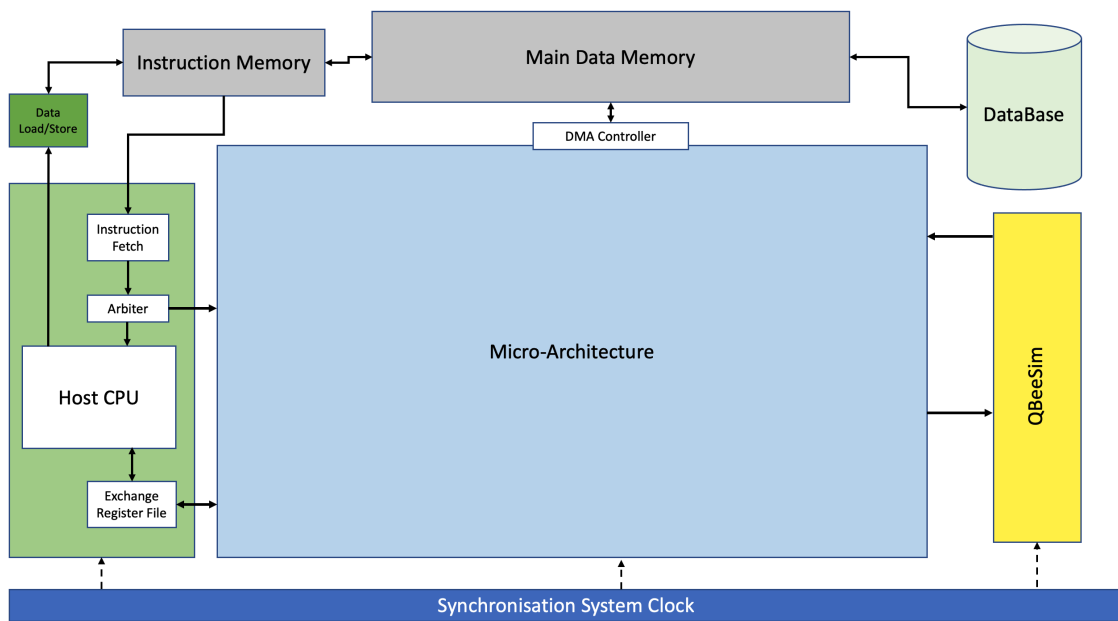 Instruction Memory
Main Data Memory
DataBase
Data
Load/Store
DMA Controller
Instruction
Fetch
Arbiter
Micro-Architecture
Host CPU
QBeeSim
Exchange
Register File
Synchronisation System Clock